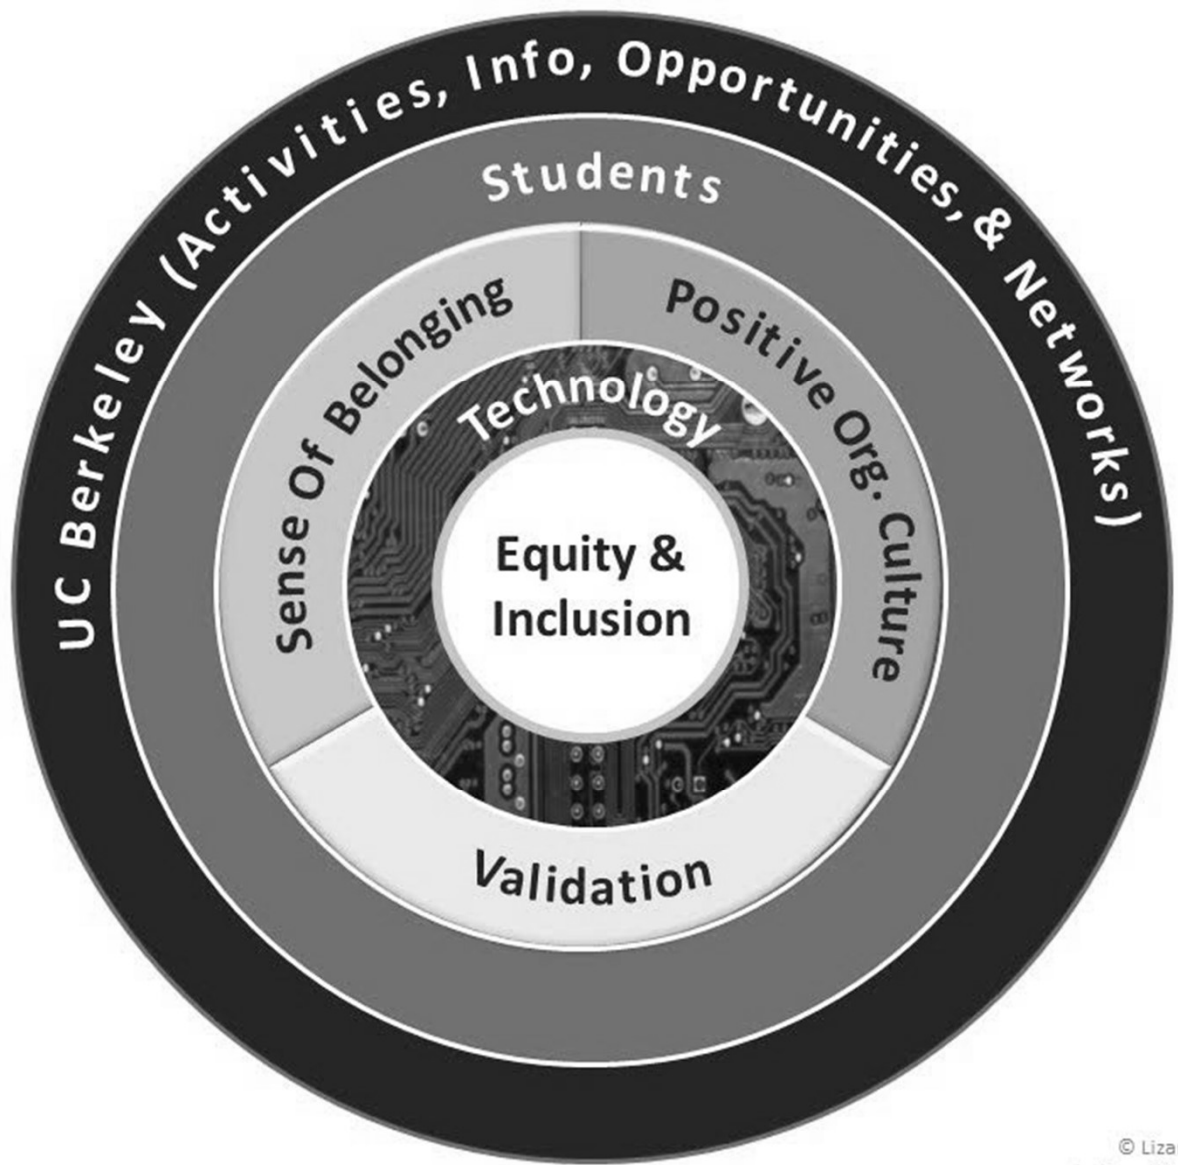 UC Berkeley (Activities, Info, Opportunities, & Networks)
Students
Sense Of Belonging
Positive Org. Culture
Technology
Equity &
Inclusion
Validation
© Liza